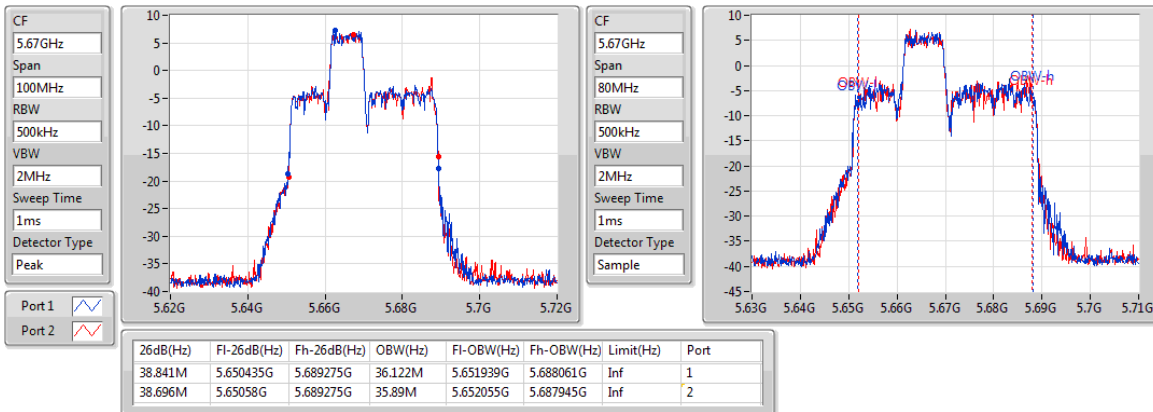 CF
5.67GHz
Span
100MHz
RBW
500kHz
VBW
2MHz
Sweep Time
1ms
Detector Type
Peak
Port 1
Port 2
10
5
0
-5
-10
-15
-20
-25
-30
-35
-40
5.62G 5.64G 5.66G 5.68G 5.7G 5.72G
CF
5.67GHz
Span
80MHz
RBW
500kHz
VBW
2MHz
Sweep Time
1ms
Detector Type
Sample
10
5
0
-5
-10
-15
-20
-25
-30
-35
-40
-45
OBW-l
OBW-h
5.63G 5.64G 5.65G 5.66G 5.67G 5.68G 5.69G 5.7G 5.71G
26dB(Hz) Fl-26dB(Hz) Fh-26dB(Hz) OBW(Hz) Fl-OBW(Hz) Fh-OBW(Hz) Limit(Hz) Port
38.841M 5.650435G 5.689275G 36.122M 5.651939G 5.688061G Inf 1
38.696M 5.65058G 5.689275G 35.89M 5.652055G 5.687945G Inf 2